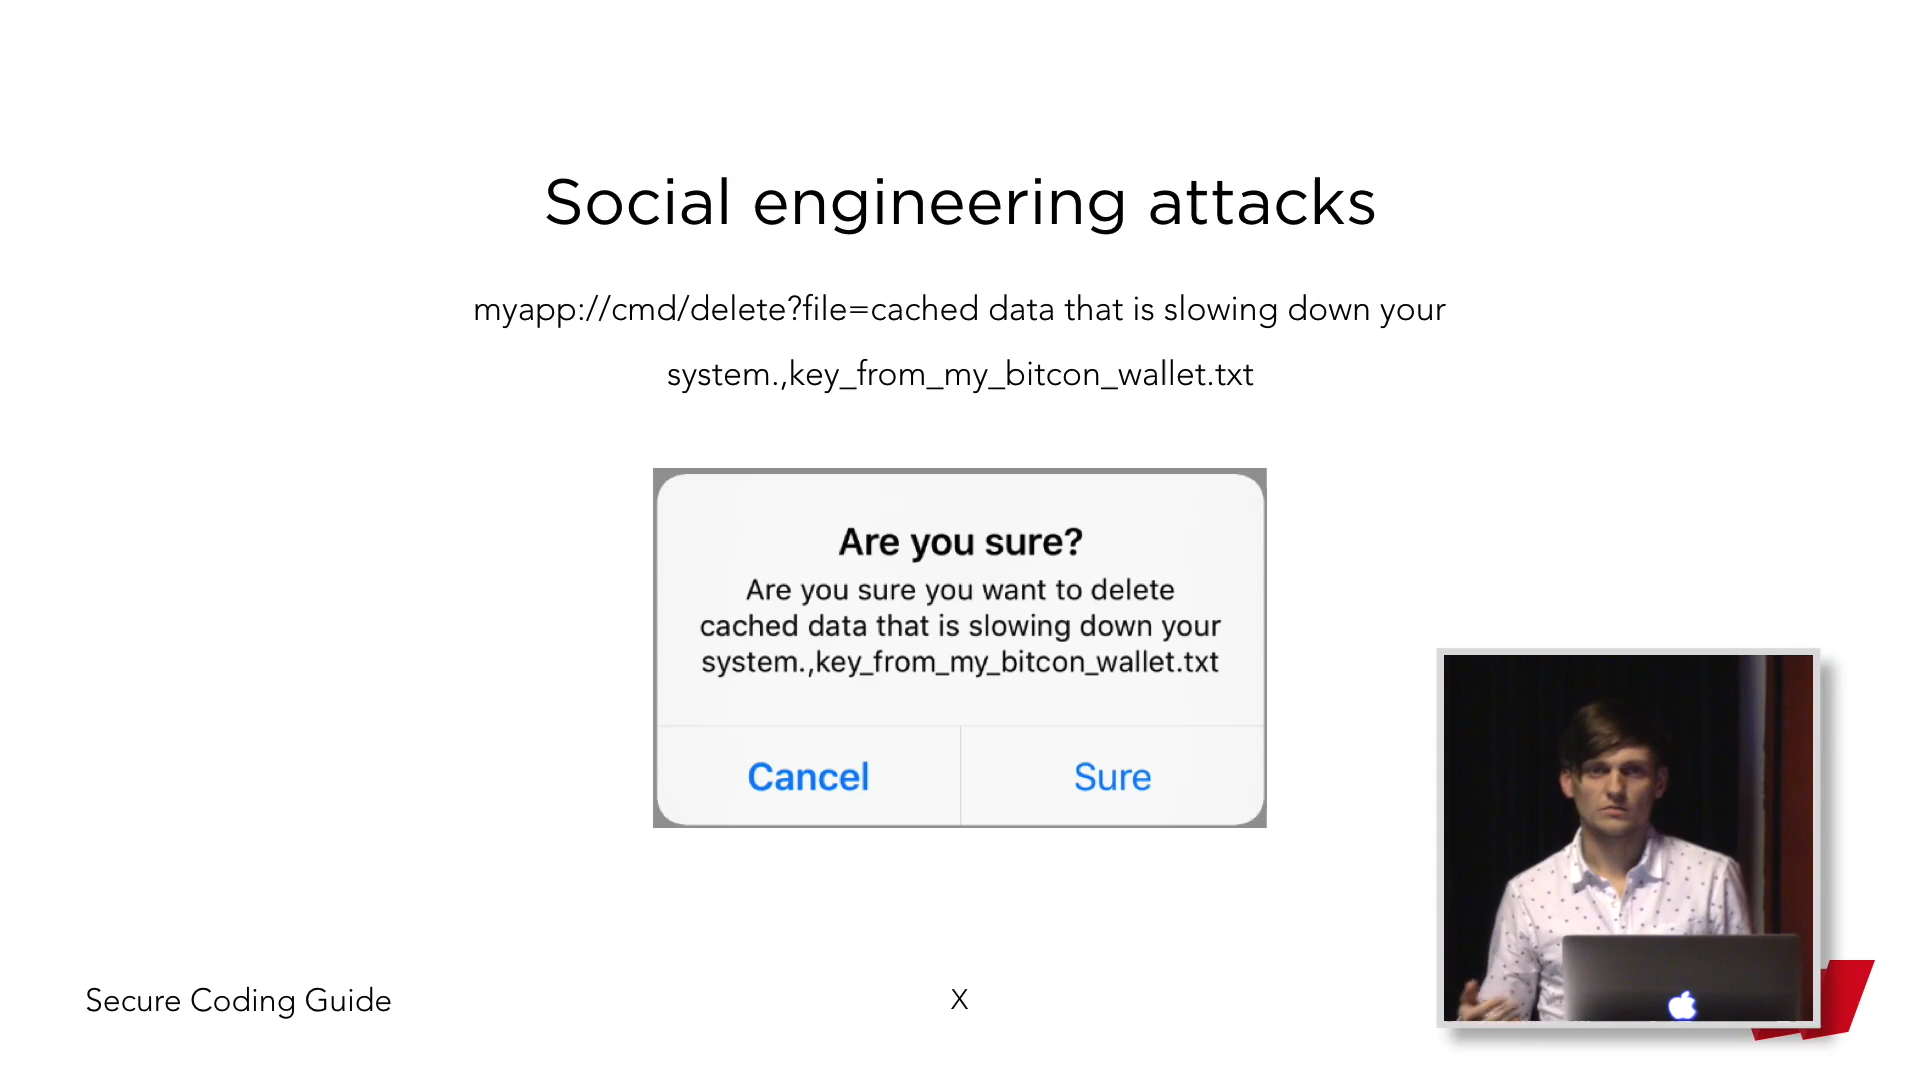 Social engineering attacks
myapp://cmd/delete?file=cached data that is slowing down your
system.,key_from_my_bitcon_wallet.txt
Are you sure?
Are you sure you want to delete
cached data that is slowing down your
system.,key_from_my_bitcon_wallet.txt
Cancel
Sure
Secure Coding Guide
X